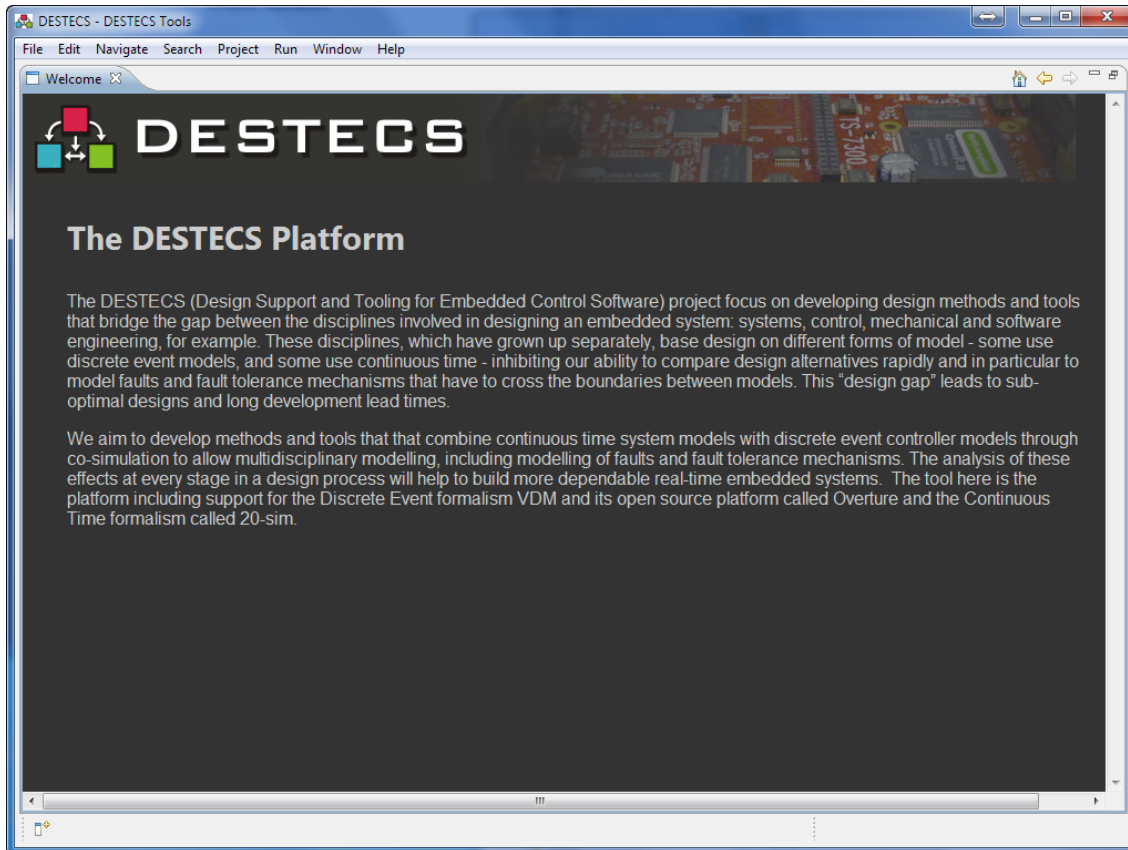 DESTECS - DESTECS Tools
File Edit Navigate Search Project Run Window Help
Welcome
DESTECS
TS-7300
The DESTECS Platform
The DESTECS (Design Support and Tooling for Embedded Control Software) project focus on developing design methods and tools
that bridge the gap between the disciplines involved in designing an embedded system: systems, control, mechanical and software
engineering, for example. These disciplines, which have grown up separately, base design on different forms of model - some use
discrete event models, and some use continuous time - inhibiting our ability to compare design alternatives rapidly and in particular to
model faults and fault tolerance mechanisms that have to cross the boundaries between models. This “design gap” leads to sub-
optimal designs and long development lead times.
We aim to develop methods and tools that that combine continuous time system models with discrete event controller models through
co-simulation to allow multidisciplinary modelling, including modelling of faults and fault tolerance mechanisms. The analysis of these
effects at every stage in a design process will help to build more dependable real-time embedded systems.  The tool here is the
platform including support for the Discrete Event formalism VDM and its open source platform called Overture and the Continuous
Time formalism called 20-sim.